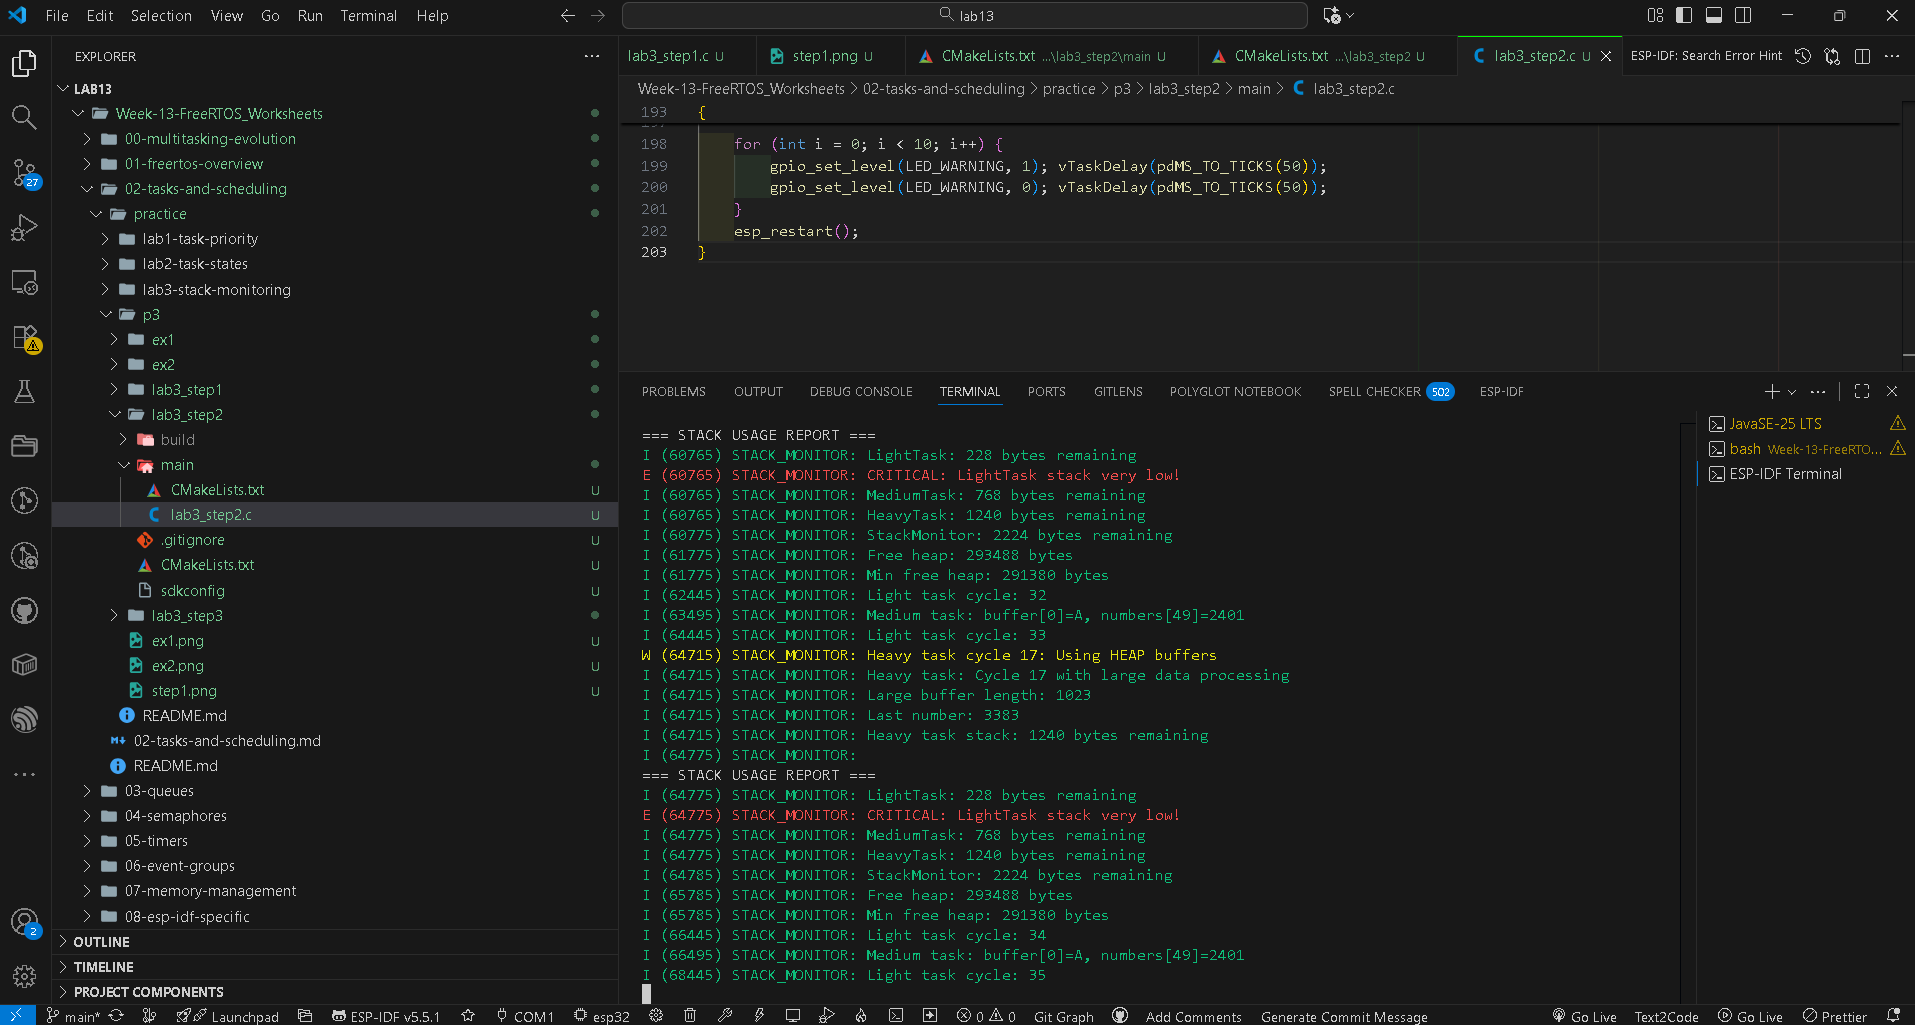 File Edit Selection View Go Run Terminal Help
lab13
EXPLORER
LAB13
Week-13-FreeRTOS_Worksheets
00-multitasking-evolution
01-freertos-overview
02-tasks-and-scheduling
practice
lab1-task-priority
lab2-task-states
lab3-stack-monitoring
p3
ex1
ex2
lab3_step1
lab3_step2
build
main
CMakeLists.txt U
lab3_step2.c U
.gitignore U
CMakeLists.txt U
sdkconfig U
lab3_step3
ex1.png U
ex2.png U
step1.png U
README.md
02-tasks-and-scheduling.md
README.md
03-queues
04-semaphores
05-timers
06-event-groups
07-memory-management
08-esp-idf-specific
OUTLINE
TIMELINE
PROJECT COMPONENTS
27
2
lab3_step1.c U step1.png U CMakeLists.txt ...\lab3_step2\main U CMakeLists.txt ...\lab3_step2 U lab3_step2.c U ESP-IDF: Search Error Hint
Week-13-FreeRTOS_Worksheets > 02-tasks-and-scheduling > practice > p3 > lab3_step2 > main > lab3_step2.c
193 {
198 for (int i = 0; i < 10; i++) {
199 gpio_set_level(LED_WARNING, 1); vTaskDelay(pdMS_TO_TICKS(50));
200 gpio_set_level(LED_WARNING, 0); vTaskDelay(pdMS_TO_TICKS(50));
201 }
202 esp_restart();
203 }
PROBLEMS OUTPUT DEBUG CONSOLE TERMINAL PORTS GITLENS POLYGLOT NOTEBOOK SPELL CHECKER 502 ESP-IDF
=== STACK USAGE REPORT ===
I (60765) STACK_MONITOR: LightTask: 228 bytes remaining
E (60765) STACK_MONITOR: CRITICAL: LightTask stack very low!
I (60765) STACK_MONITOR: MediumTask: 768 bytes remaining
I (60765) STACK_MONITOR: HeavyTask: 1240 bytes remaining
I (60775) STACK_MONITOR: StackMonitor: 2224 bytes remaining
I (61775) STACK_MONITOR: Free heap: 293488 bytes
I (61775) STACK_MONITOR: Min free heap: 291380 bytes
I (62445) STACK_MONITOR: Light task cycle: 32
I (63495) STACK_MONITOR: Medium task: buffer[0]=A, numbers[49]=2401
I (64445) STACK_MONITOR: Light task cycle: 33
W (64715) STACK_MONITOR: Heavy task cycle 17: Using HEAP buffers
I (64715) STACK_MONITOR: Heavy task: Cycle 17 with large data processing
I (64715) STACK_MONITOR: Large buffer length: 1023
I (64715) STACK_MONITOR: Last number: 3383
I (64715) STACK_MONITOR: Heavy task stack: 1240 bytes remaining
I (64775) STACK_MONITOR:
=== STACK USAGE REPORT ===
I (64775) STACK_MONITOR: LightTask: 228 bytes remaining
E (64775) STACK_MONITOR: CRITICAL: LightTask stack very low!
I (64775) STACK_MONITOR: MediumTask: 768 bytes remaining
I (64775) STACK_MONITOR: HeavyTask: 1240 bytes remaining
I (64785) STACK_MONITOR: StackMonitor: 2224 bytes remaining
I (65785) STACK_MONITOR: Free heap: 293488 bytes
I (65785) STACK_MONITOR: Min free heap: 291380 bytes
I (66445) STACK_MONITOR: Light task cycle: 34
I (66495) STACK_MONITOR: Medium task: buffer[0]=A, numbers[49]=2401
I (68445) STACK_MONITOR: Light task cycle: 35
JavaSE-25 LTS
bash Week-13-FreeRTO...
ESP-IDF Terminal
main* Launchpad ESP-IDF v5.5.1 COM1 esp32 0 0 Git Graph Add Comments Generate Commit Message Go Live Text2Code Go Live Prettier